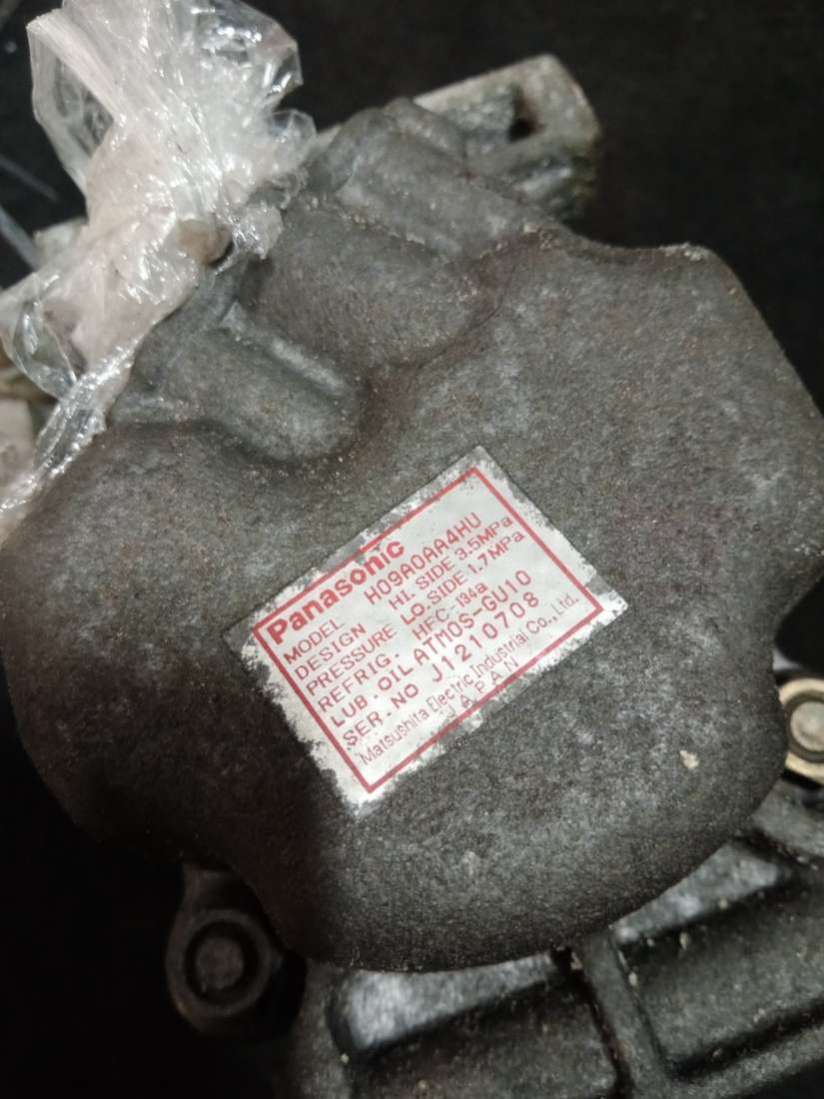 Panasonic
MODEL H09A0AA4HU
DESIGN HI. SIDE 3.5MPa
PRESSURE LO. SIDE 1.7MPa
REFRIG. HFC-134a
LUB. OIL ATMOS-GU10
SER. NO J1210708
Matsushita Electric Industrial Co., Ltd.
JAPAN